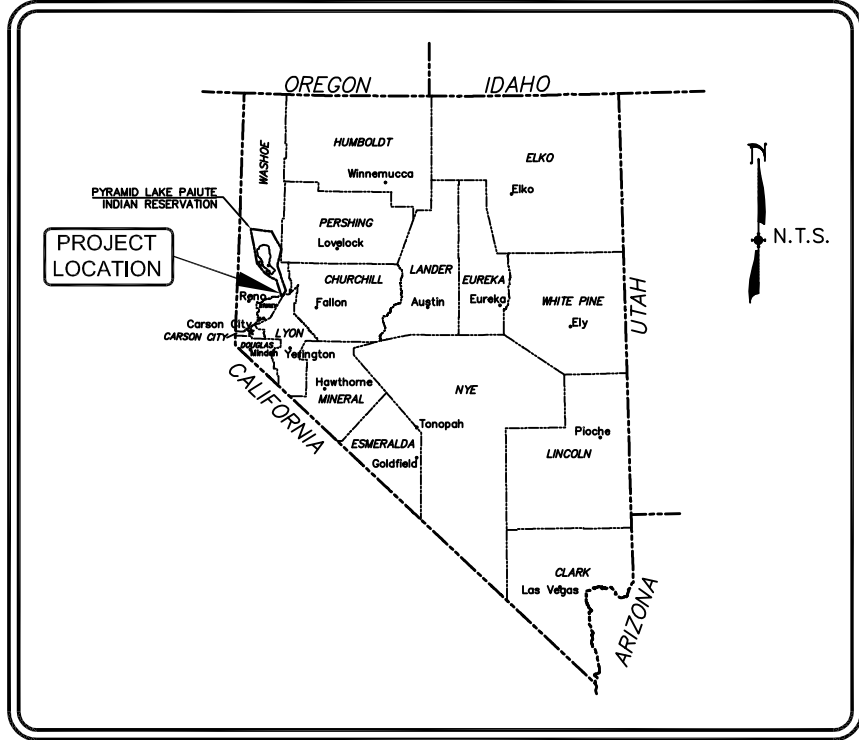 OREGON
IDAHO
HUMBOLDT
WASHOE
ELKO
Winnemucca
Elko
PYRAMID LAKE PAIUTE
INDIAN RESERVATION
PERSHING
Lovelock
PROJECT
LOCATION
N.T.S.
CHURCHILL
LANDER
EUREKA
Reno
Fallon
Austin
Eureka
WHITE PINE
Ely
UTAH
Carson City
CARSON CITY
LYON
DOUGLAS
Minden
Yerington
CALIFORNIA
Hawthorne
MINERAL
NYE
Tonopah
Pioche
ESMERALDA
Goldfield
LINCOLN
CLARK
Las Vegas
ARIZONA